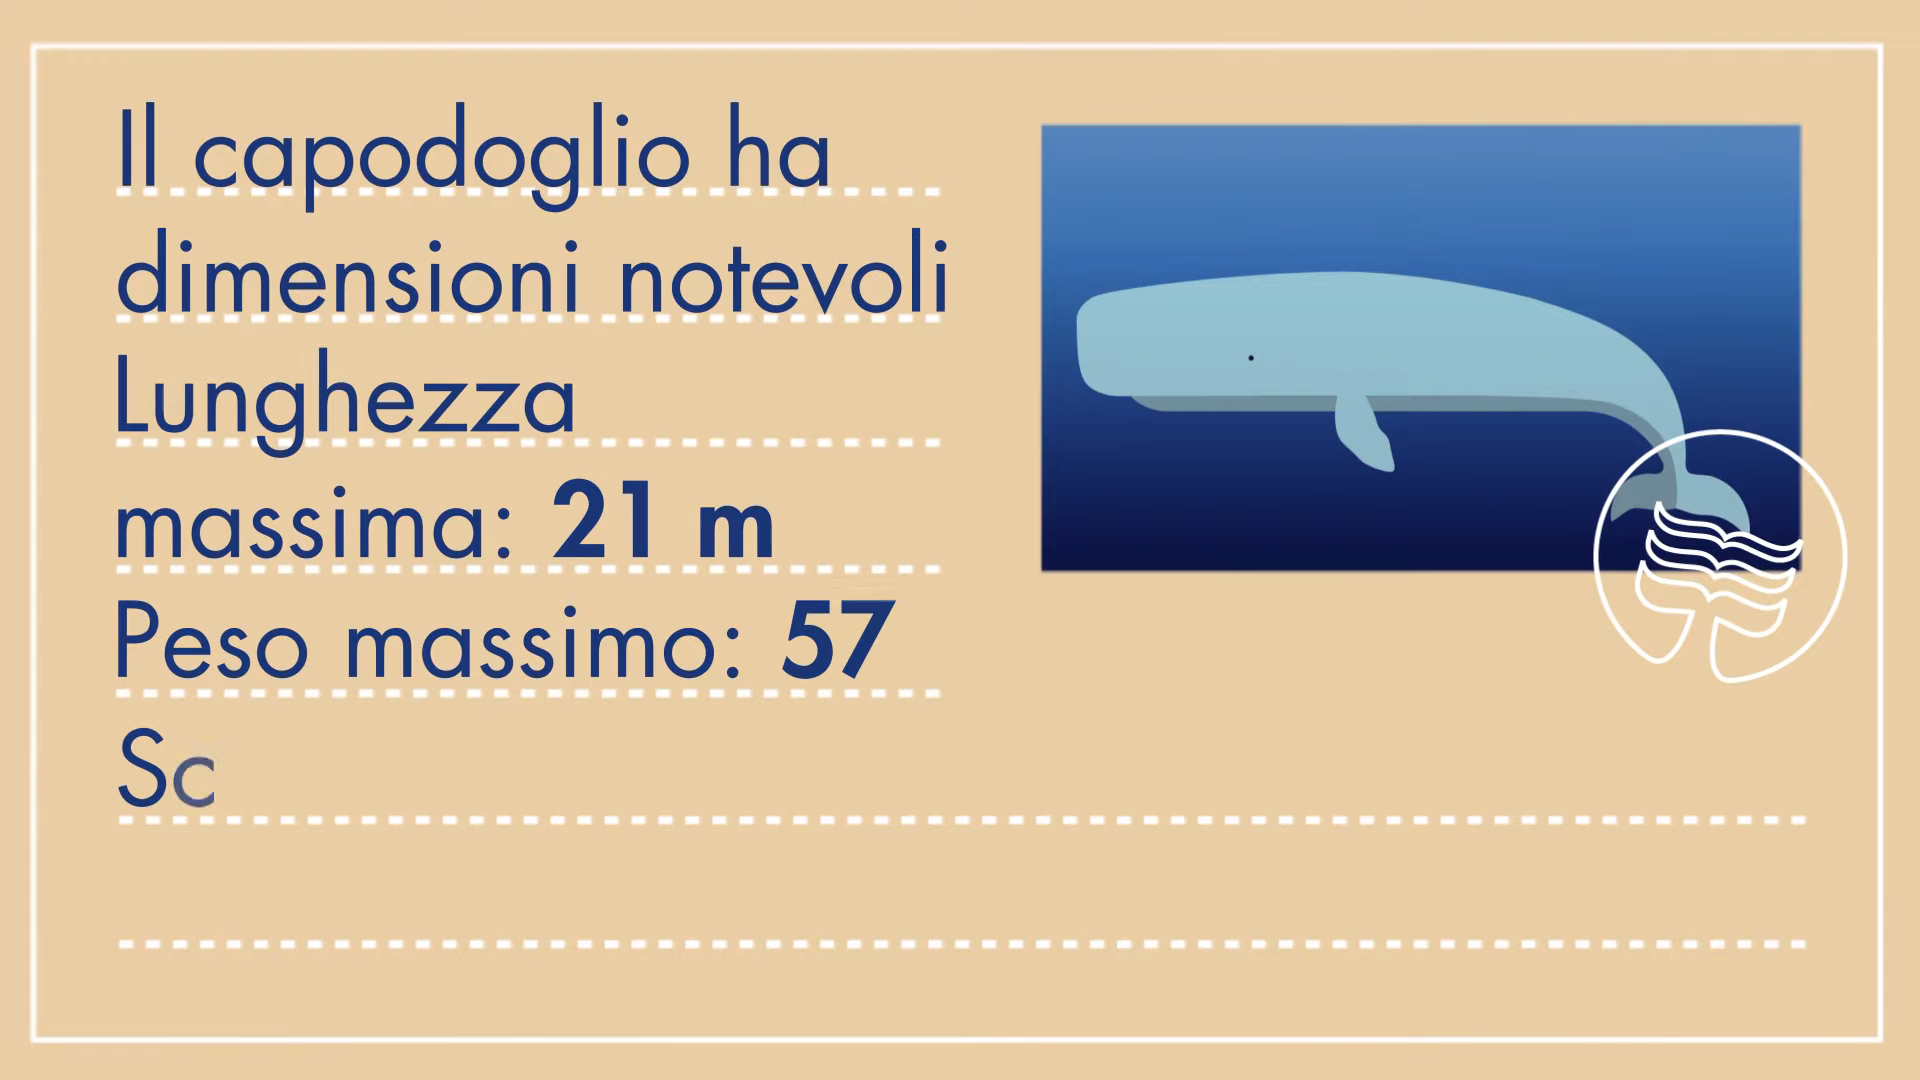 Il capodoglio ha
dimensioni notevoli
Lunghezza
massima: 21 m
Peso massimo: 57
Sc